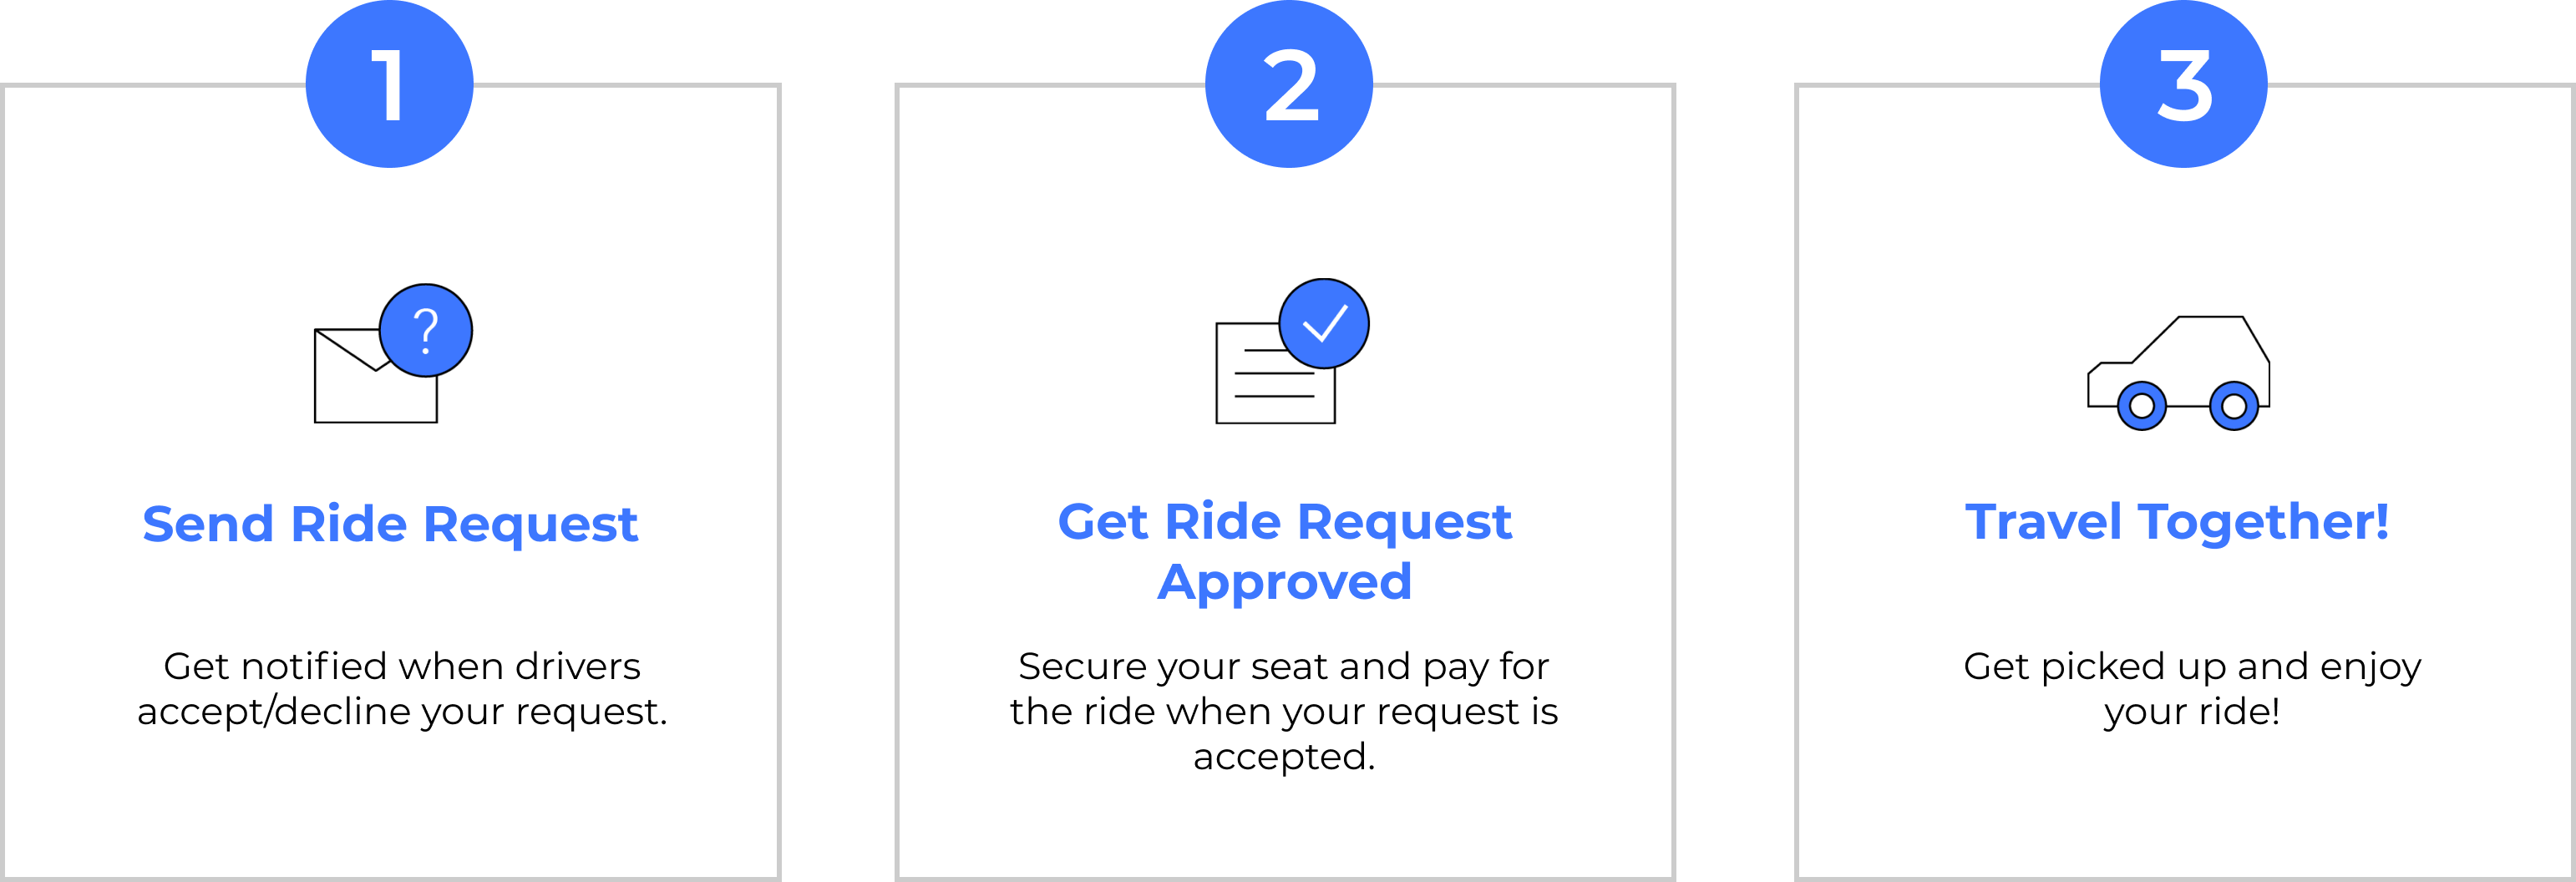 1
Send Ride Request
Get notified when drivers
accept/decline your request.
2
Get Ride Request
Approved
Secure your seat and pay for
the ride when your request is
accepted.
3
Travel Together!
Get picked up and enjoy
your ride!